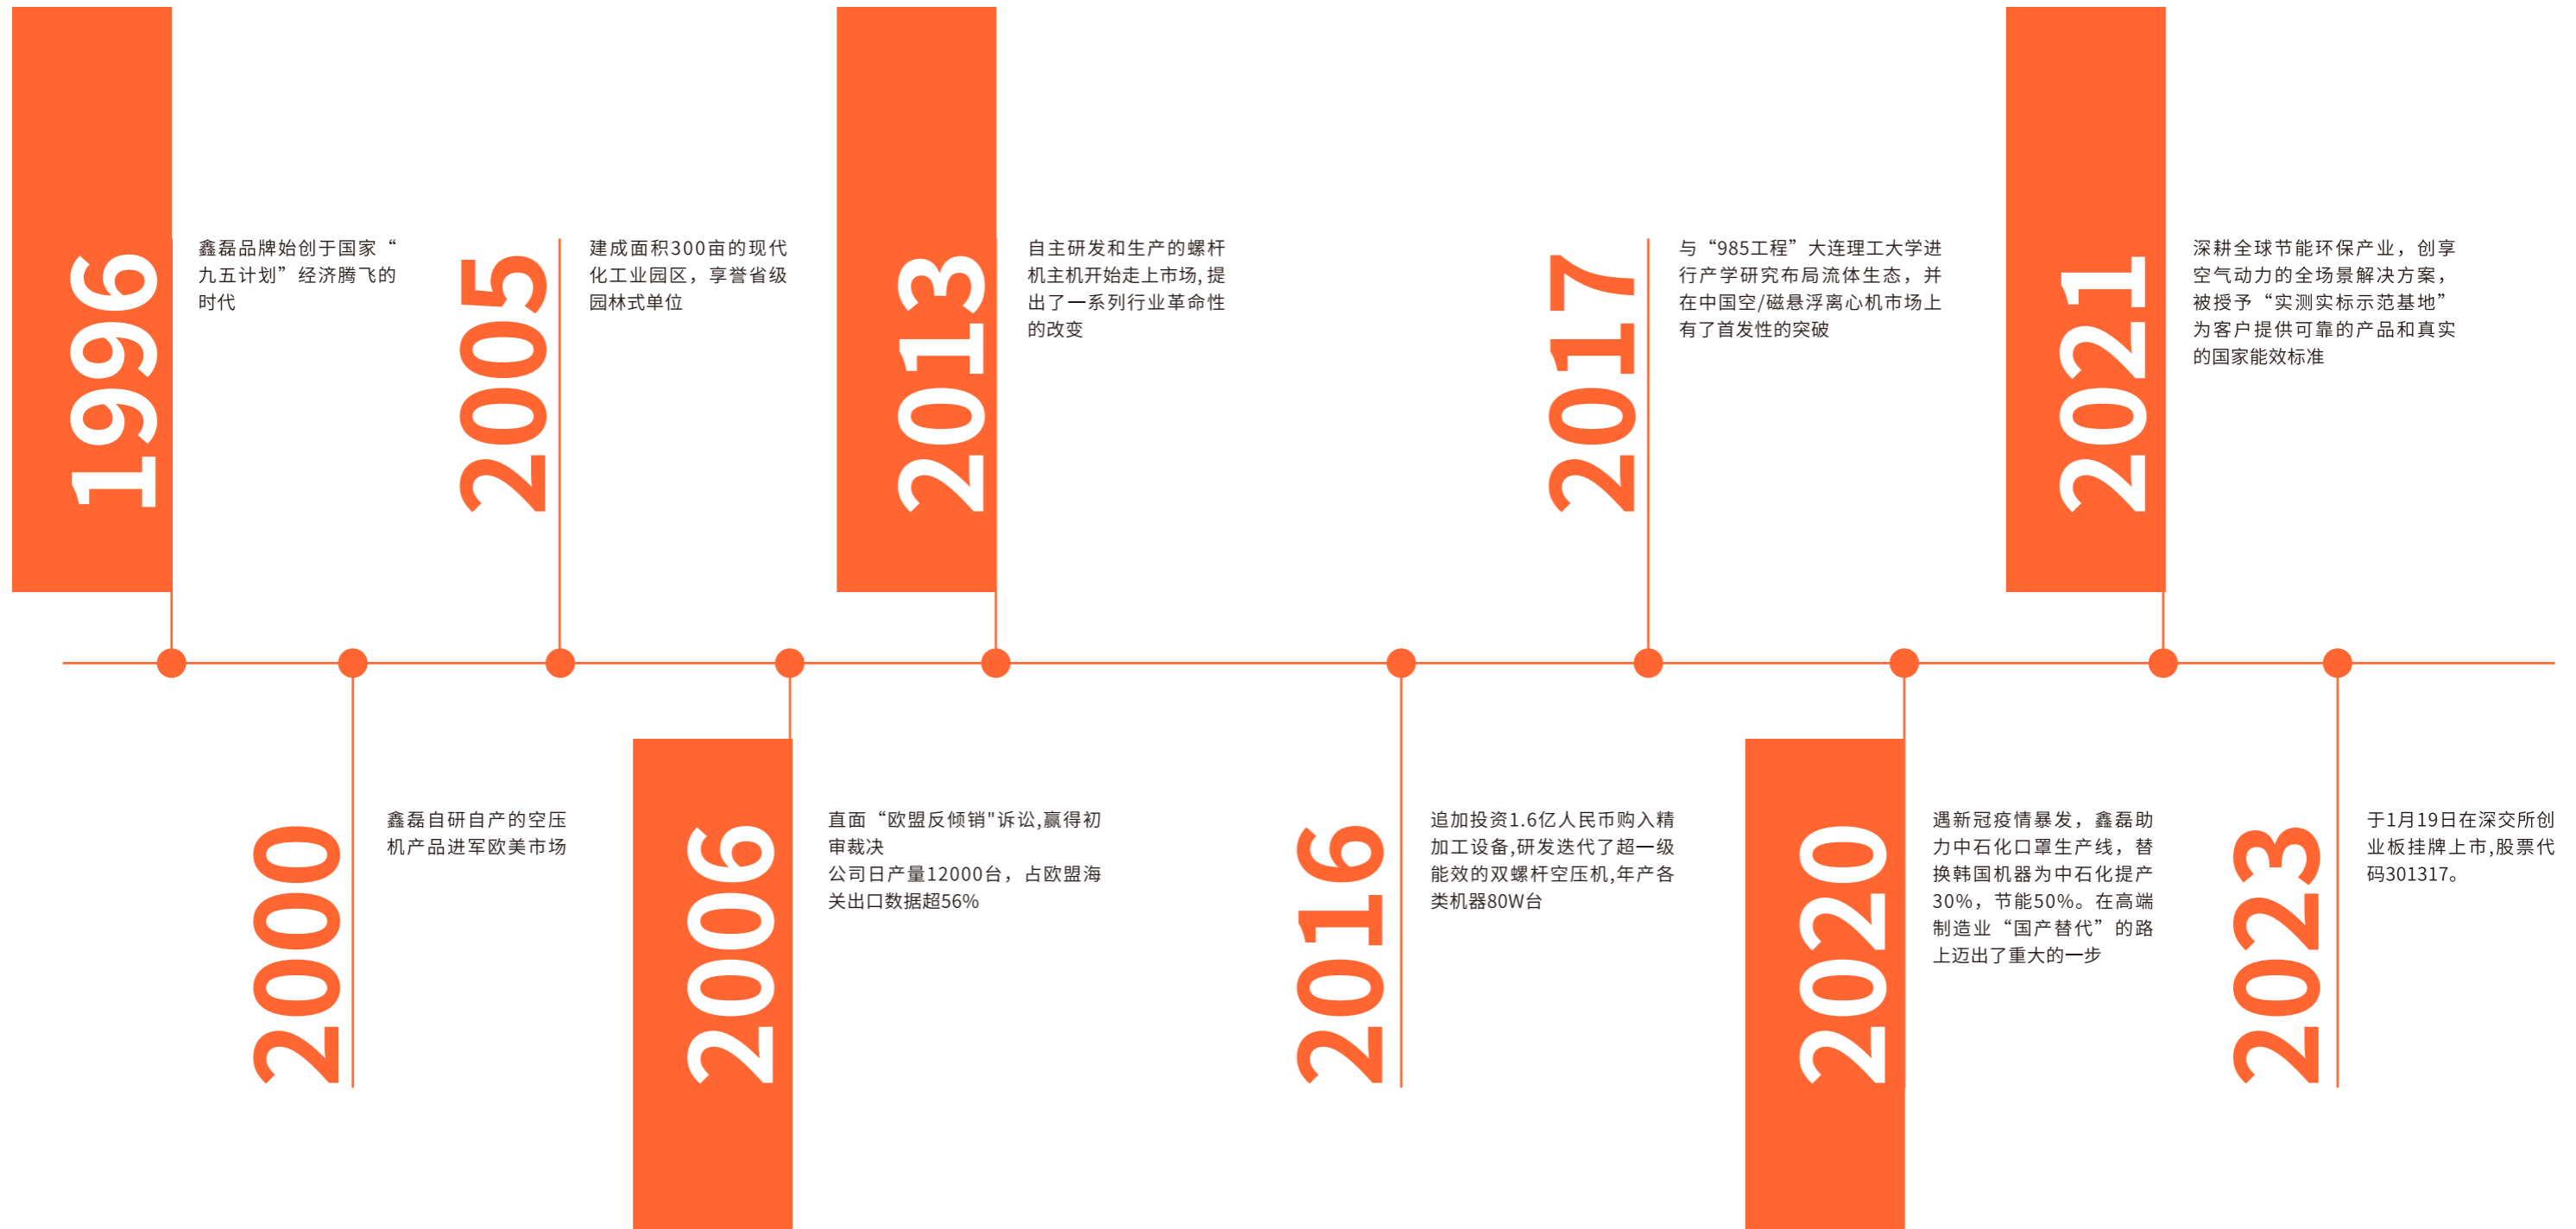 1996
鑫磊品牌始创于国家“
九五计划”经济腾飞的
时代
2000
鑫磊自研自产的空压
机产品进军欧美市场
2005
建成面积300亩的现代
化工业园区，享誉省级
园林式单位
2006
直面“欧盟反倾销"诉讼,赢得初
审裁决
公司日产量12000台，占欧盟海
关出口数据超56%
2013
自主研发和生产的螺杆
机主机开始走上市场,提
出了一系列行业革命性
的改变
2016
追加投资1.6亿人民币购入精
加工设备,研发迭代了超一级
能效的双螺杆空压机,年产各
类机器80W台
2017
与“985工程”大连理工大学进
行产学研究布局流体生态，并
在中国空/磁悬浮离心机市场上
有了首发性的突破
2020
遇新冠疫情暴发，鑫磊助
力中石化口罩生产线，替
换韩国机器为中石化提产
30%，节能50%。在高端
制造业“国产替代”的路
上迈出了重大的一步
2021
深耕全球节能环保产业，创享
空气动力的全场景解决方案，
被授予“实测实标示范基地”
为客户提供可靠的产品和真实
的国家能效标准
2023
于1月19日在深交所创
业板挂牌上市,股票代
码301317。